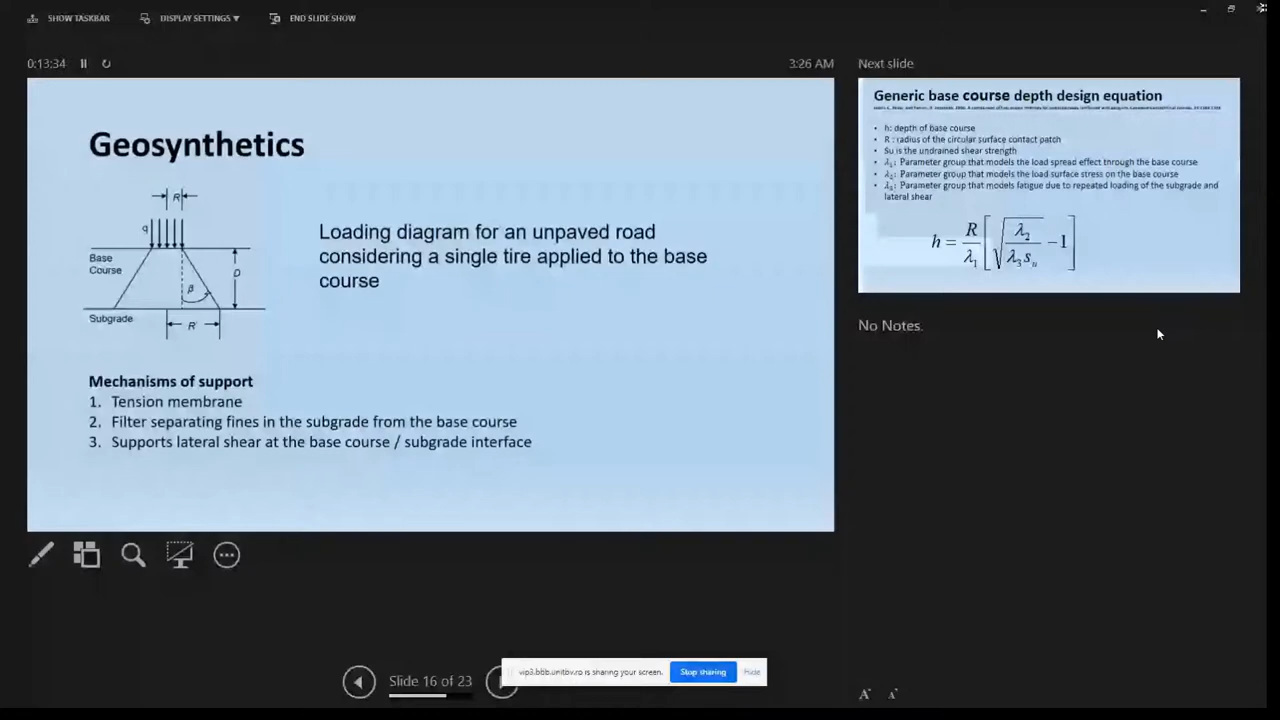 SHOW TASKBAR
DISPLAY SETTINGS ▼
END SLIDE SHOW
0:13:34
3:26 AM
Geosynthetics
R
q
Base
Course
D
β
Subgrade
R'
Loading diagram for an unpaved road
considering a single tire applied to the base
course
Mechanisms of support
1. Tension membrane
2. Filter separating fines in the subgrade from the base course
3. Supports lateral shear at the base course / subgrade interface
Next slide
Generic base course depth design equation
• h: depth of base course
• R : radius of the circular surface contact patch
• Su is the undrained shear strength
• λ₁: Parameter group that models the load spread effect through the base course
• λ₂: Parameter group that models the load surface stress on the base course
• λ₃: Parameter group that models fatigue due to repeated loading of the subgrade and
lateral shear
h = R/λ₁ [√(λ₂/(λ₃ sᵤ)) − 1]
No Notes.
Slide 16 of 23
vip3.bbb.unitbv.ro is sharing your screen.
Stop sharing
Hide
A
A